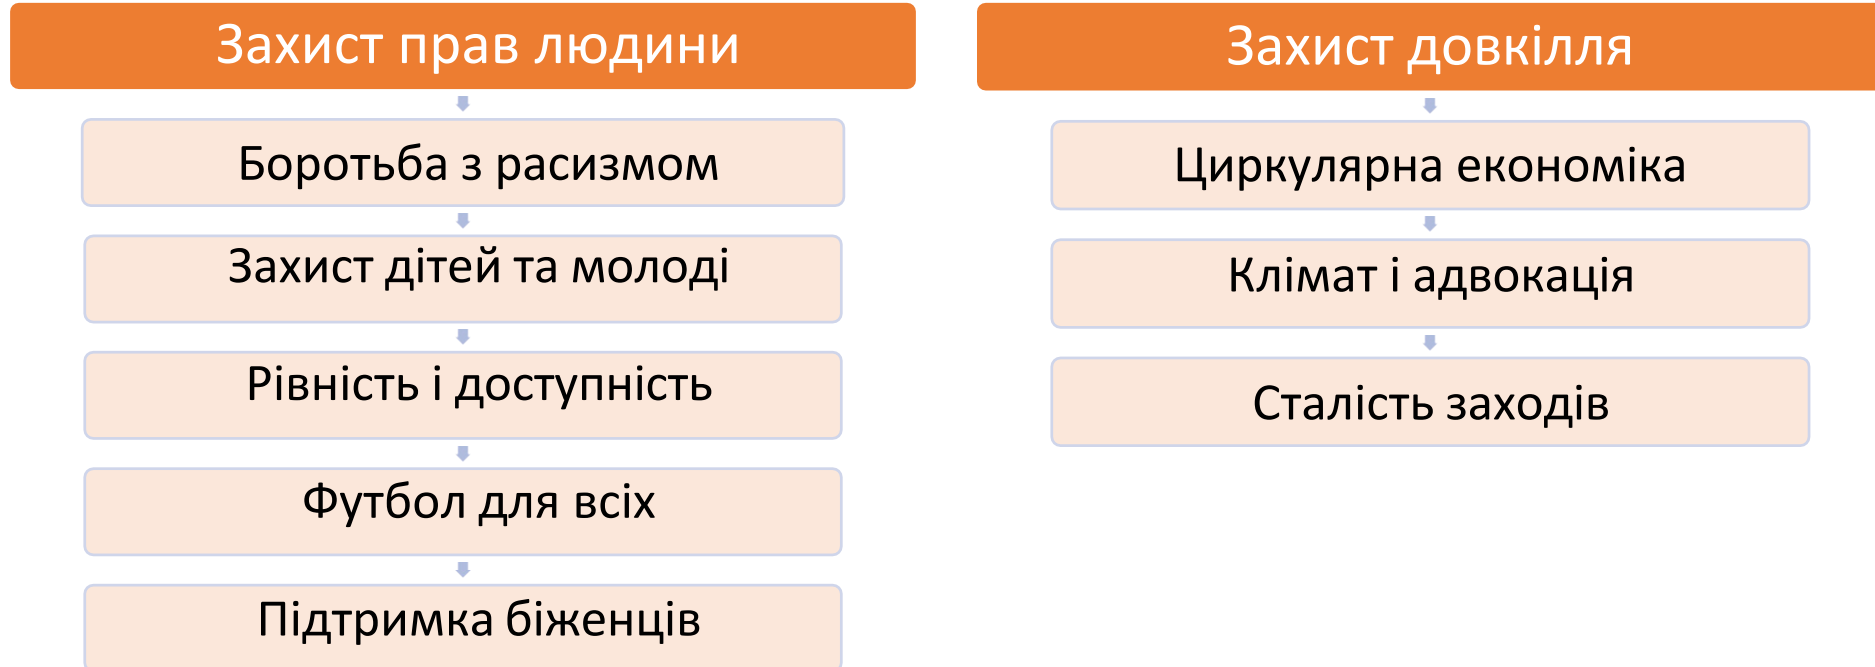 Захист прав людини
Боротьба з расизмом
Захист дітей та молоді
Рівність і доступність
Футбол для всіх
Підтримка біженців
Захист довкілля
Циркулярна економіка
Клімат і адвокація
Сталість заходів